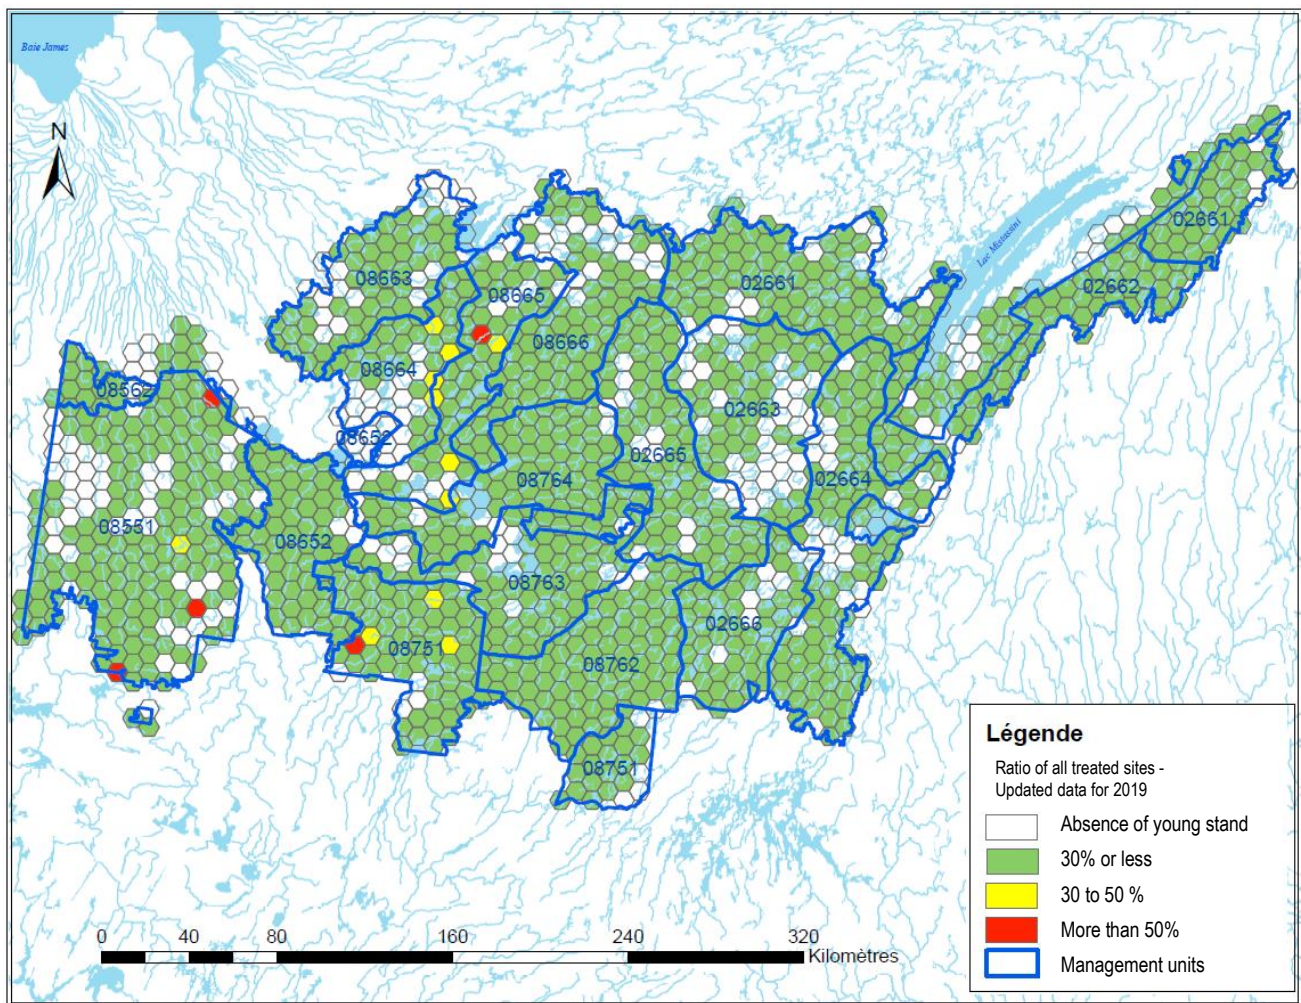 Baie James
N
02661
02661
Lac Mistassini
08663
02662
08665
08666
08664
08562
02663
08652
02665
02664
08764
08551
08652
08763
02666
08751
08762
08751
Légende
Ratio of all treated sites -
Updated data for 2019
Absence of young stand
30% or less
30 to 50 %
More than 50%
Management units
0 40 80 160 240 320
Kilomètres